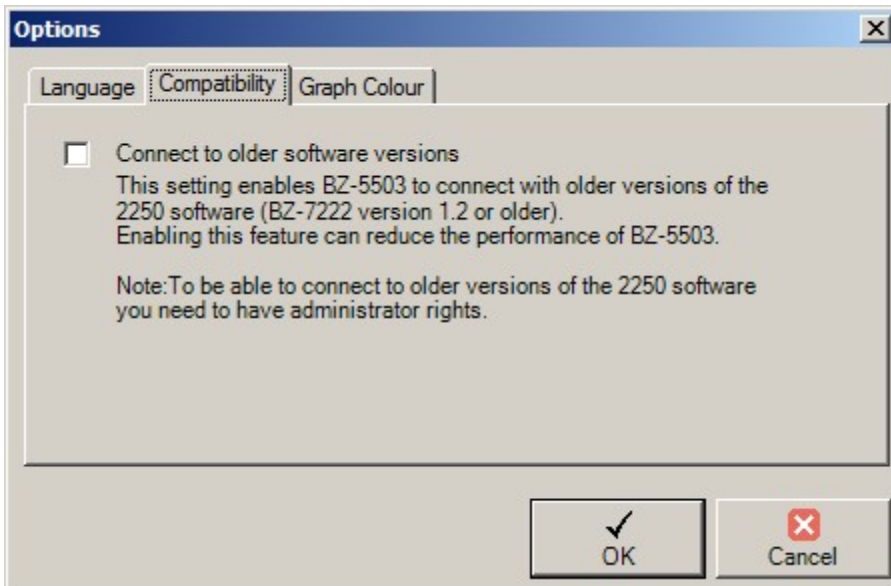 Options
Language
Compatibility
Graph Colour
Connect to older software versions
This setting enables BZ-5503 to connect with older versions of the
2250 software (BZ-7222 version 1.2 or older).
Enabling this feature can reduce the performance of BZ-5503.
Note:To be able to connect to older versions of the 2250 software
you need to have administrator rights.
OK
Cancel